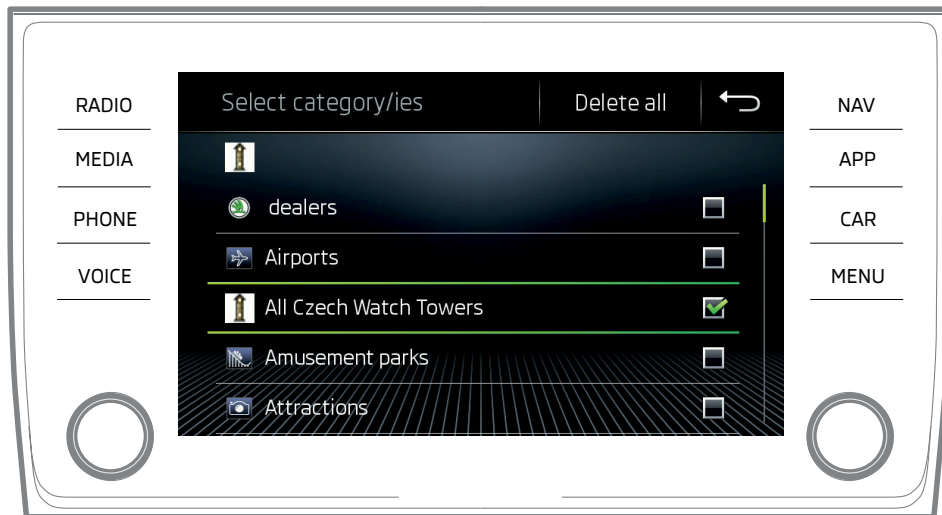 RADIO
MEDIA
PHONE
VOICE
Select category/ies Delete all
dealers
Airports
All Czech Watch Towers
Amusement parks
Attractions
NAV
APP
CAR
MENU